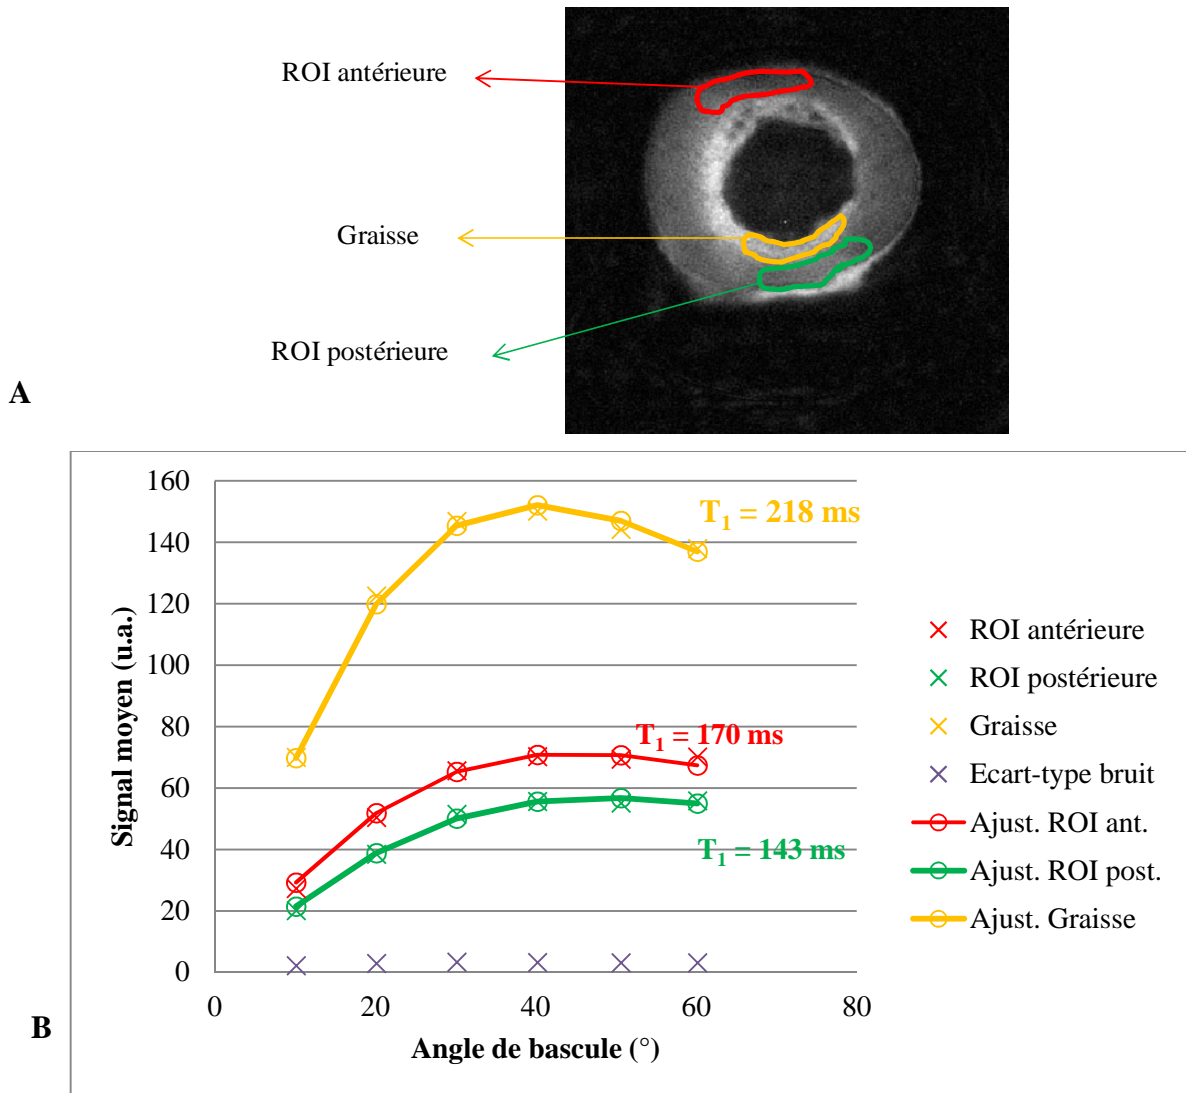 ROI antérieure
Graisse
ROI postérieure
A
160
140
120
100
80
60
40
20
0
Signal moyen (u.a.)
T1 = 218 ms
T1 = 170 ms
T1 = 143 ms
0 20 40 60 80
Angle de bascule (°)
ROI antérieure
ROI postérieure
Graisse
Ecart-type bruit
Ajust. ROI ant.
Ajust. ROI post.
Ajust. Graisse
B